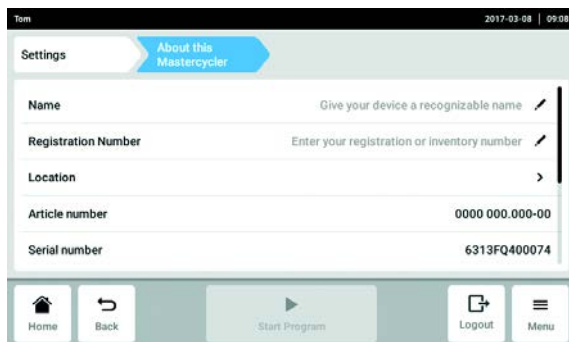 Tom 2017-03-08 | 09:08
Settings About this
Mastercycler
Name Give your device a recognizable name
Registration Number Enter your registration or inventory number
Location
Article number 0000 000.000-00
Serial number 6313FQ400074
Home Back Start Program Logout Menu